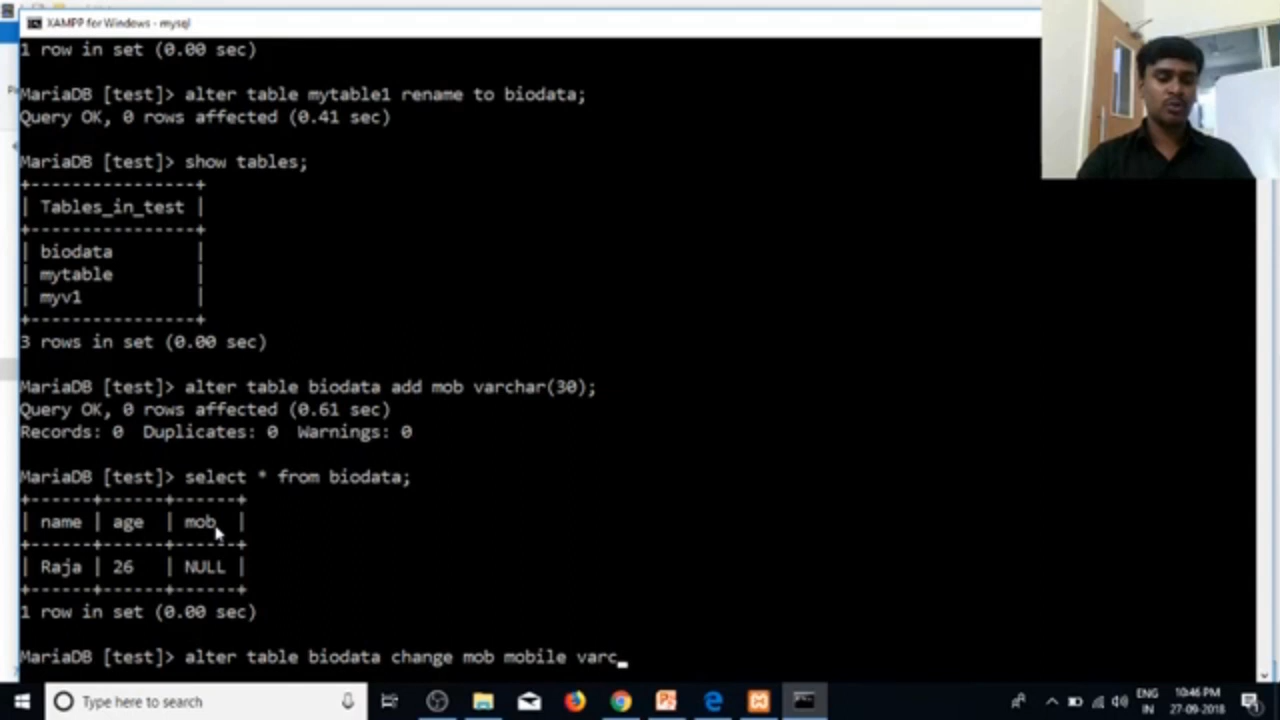 XAMPP for Windows - mysql
1 row in set (0.00 sec)
MariaDB [test]> alter table mytable1 rename to biodata;
Query OK, 0 rows affected (0.41 sec)
MariaDB [test]> show tables;
+----------------+
| Tables_in_test |
+----------------+
| biodata        |
| mytable        |
| myv1           |
+----------------+
3 rows in set (0.00 sec)
MariaDB [test]> alter table biodata add mob varchar(30);
Query OK, 0 rows affected (0.61 sec)
Records: 0  Duplicates: 0  Warnings: 0
MariaDB [test]> select * from biodata;
+------+------+------+
| name | age  | mob  |
+------+------+------+
| Raja | 26   | NULL |
+------+------+------+
1 row in set (0.00 sec)
MariaDB [test]> alter table biodata change mob mobile varc_
Type here to search
ENG
IN
10:46 PM
27-09-2018